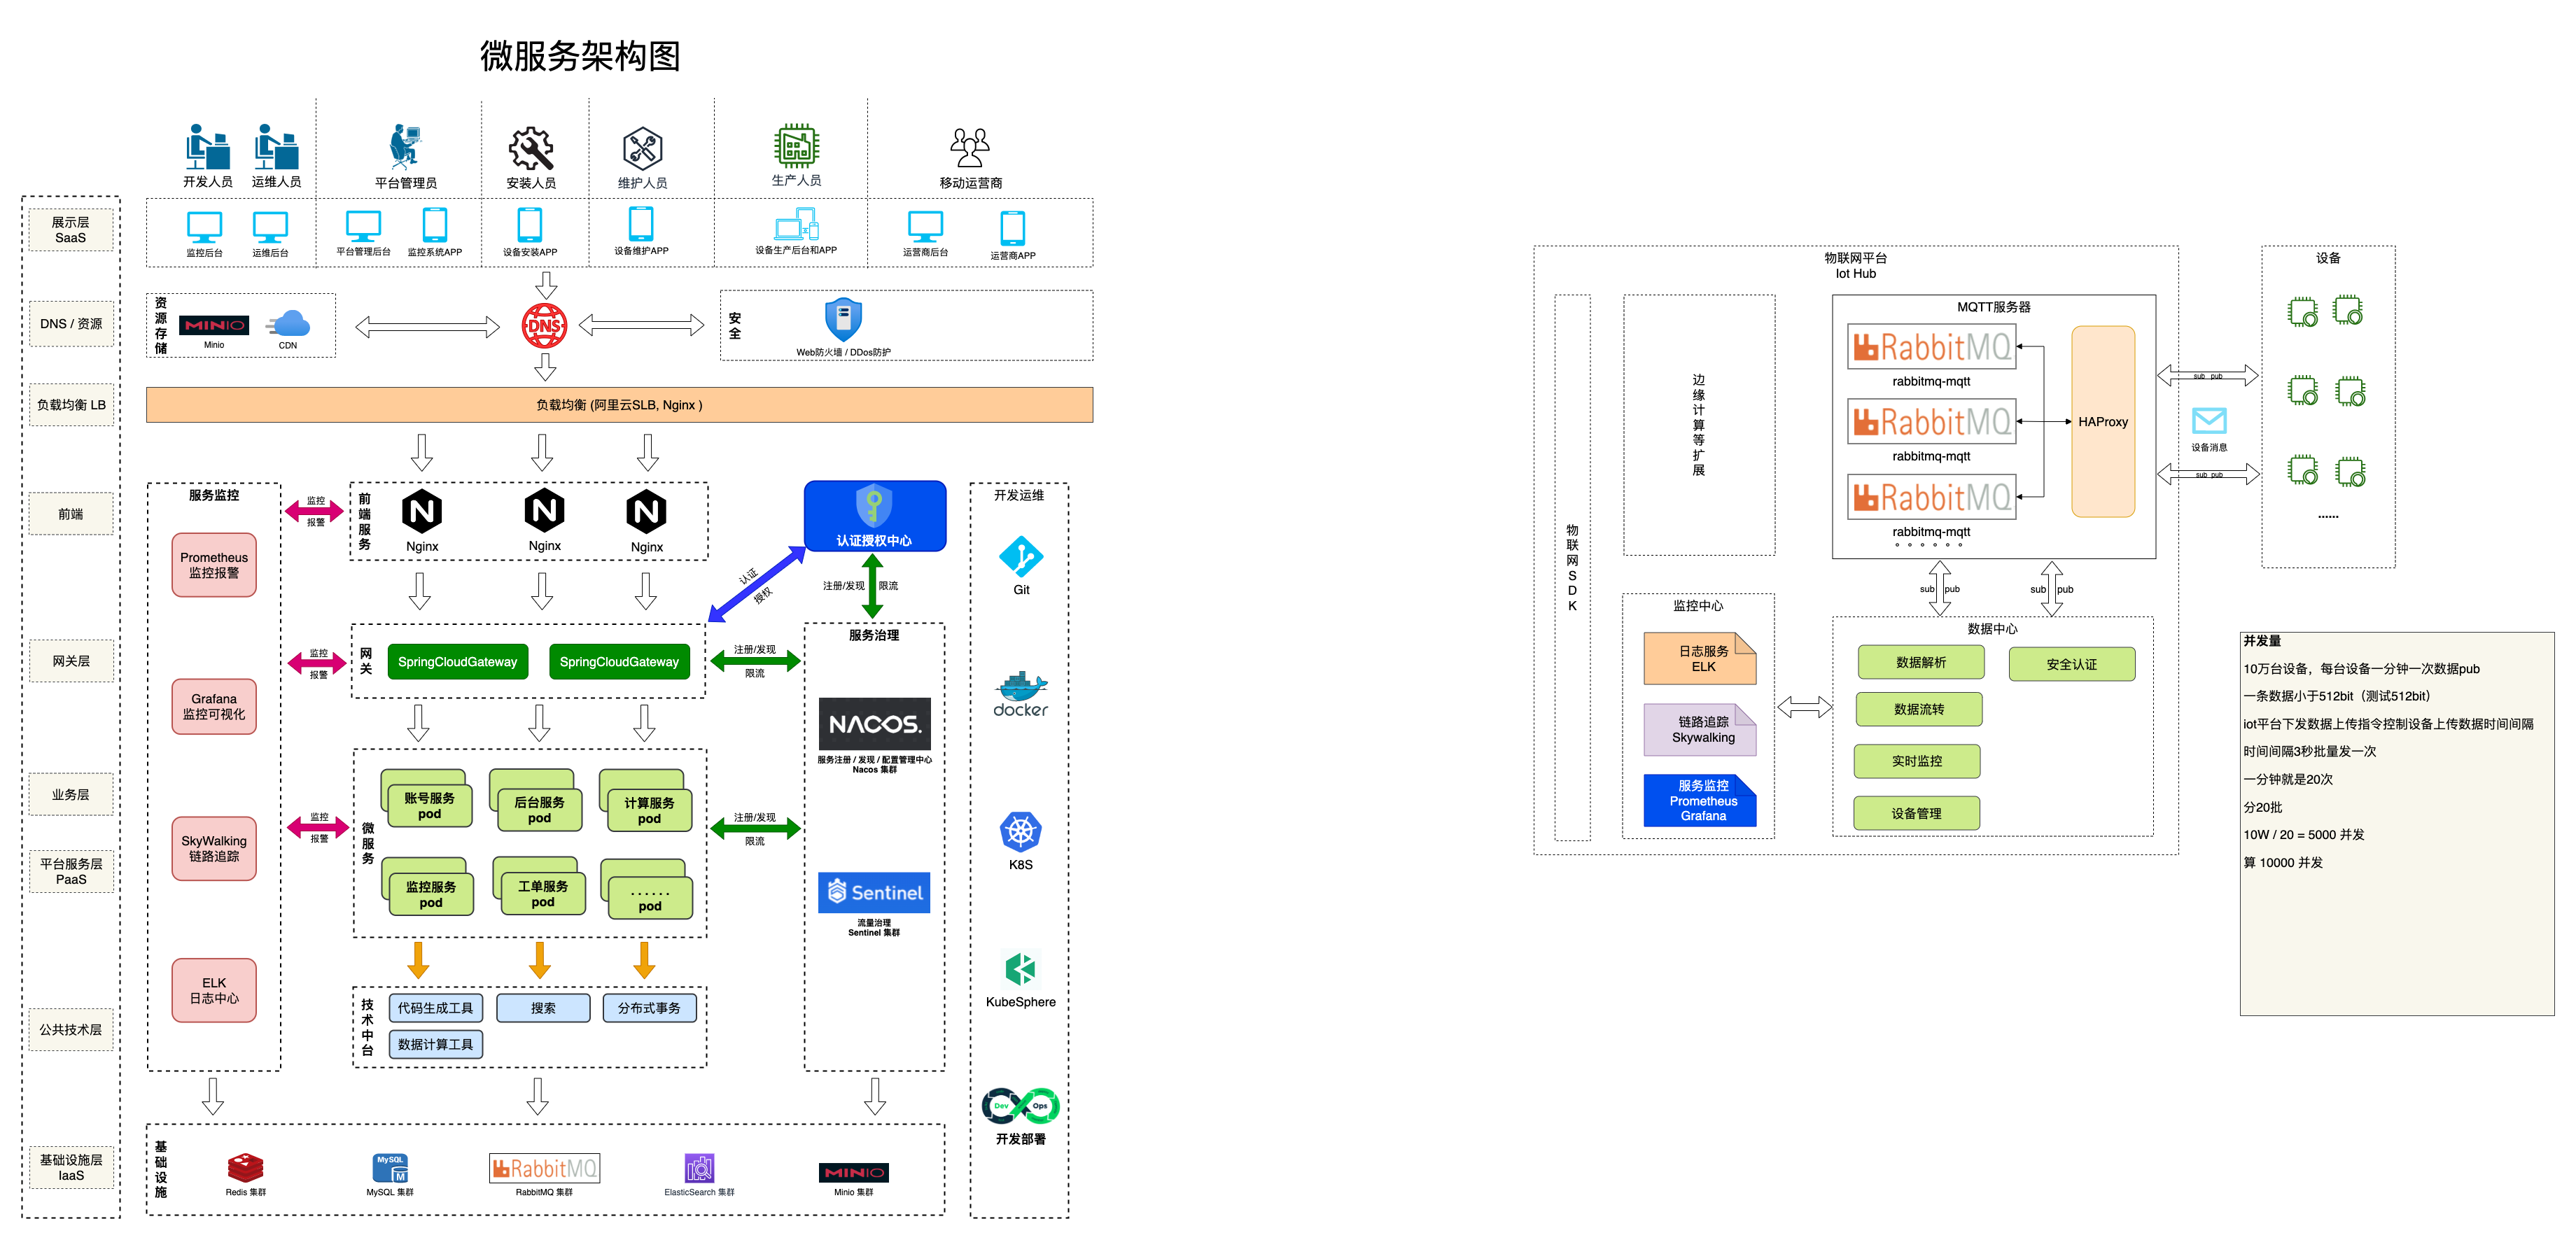 微服务架构图
开发人员
运维人员
平台管理员
安装人员
维护人员
生产人员
移动运营商
展示层
SaaS
监控后台
运维后台
平台管理后台
监控系统APP
设备安装APP
设备维护APP
设备生产后台和APP
运营商后台
运营商APP
DNS / 资源
资源存储
MINIO
Minio
CDN
DNS
安全
Web防火墙 / DDos防护
负载均衡 LB
负载均衡 (阿里云SLB, Nginx )
前端
服务监控
Prometheus
监控报警
Grafana
监控可视化
SkyWalking
链路追踪
ELK
日志中心
监控
报警
监控
报警
监控
报警
前端服务
N
Nginx
N
Nginx
N
Nginx
认证授权中心
认证
授权
注册/发现
限流
网关层
网关
SpringCloudGateway
SpringCloudGateway
注册/发现
限流
服务治理
NACOS.
服务注册 / 发现 / 配置管理中心
Nacos 集群
Sentinel
流量治理
Sentinel 集群
业务层
平台服务层
PaaS
微服务
账号服务
pod
后台服务
pod
计算服务
pod
监控服务
pod
工单服务
pod
......
pod
注册/发现
限流
公共技术层
技术中台
代码生成工具
搜索
分布式事务
数据计算工具
开发运维
Git
docker
K8S
KubeSphere
Dev
Ops
开发部署
基础设施层
IaaS
基础设施
Redis 集群
MySQL
M
MySQL 集群
RabbitMQ
RabbitMQ 集群
ElasticSearch 集群
MINIO
Minio 集群
物联网平台
Iot Hub
物联网SDK
边缘计算等扩展
MQTT服务器
RabbitMQ
rabbitmq-mqtt
RabbitMQ
rabbitmq-mqtt
RabbitMQ
rabbitmq-mqtt
。。。。。。
HAProxy
sub pub
设备消息
sub pub
设备
......
sub pub
sub pub
监控中心
日志服务
ELK
链路追踪
Skywalking
服务监控
Prometheus
Grafana
数据中心
数据解析
安全认证
数据流转
实时监控
设备管理
并发量
10万台设备，每台设备一分钟一次数据pub
一条数据小于512bit（测试512bit）
iot平台下发数据上传指令控制设备上传数据时间间隔
时间间隔3秒批量发一次
一分钟就是20次
分20批
10W / 20 = 5000 并发
算 10000 并发